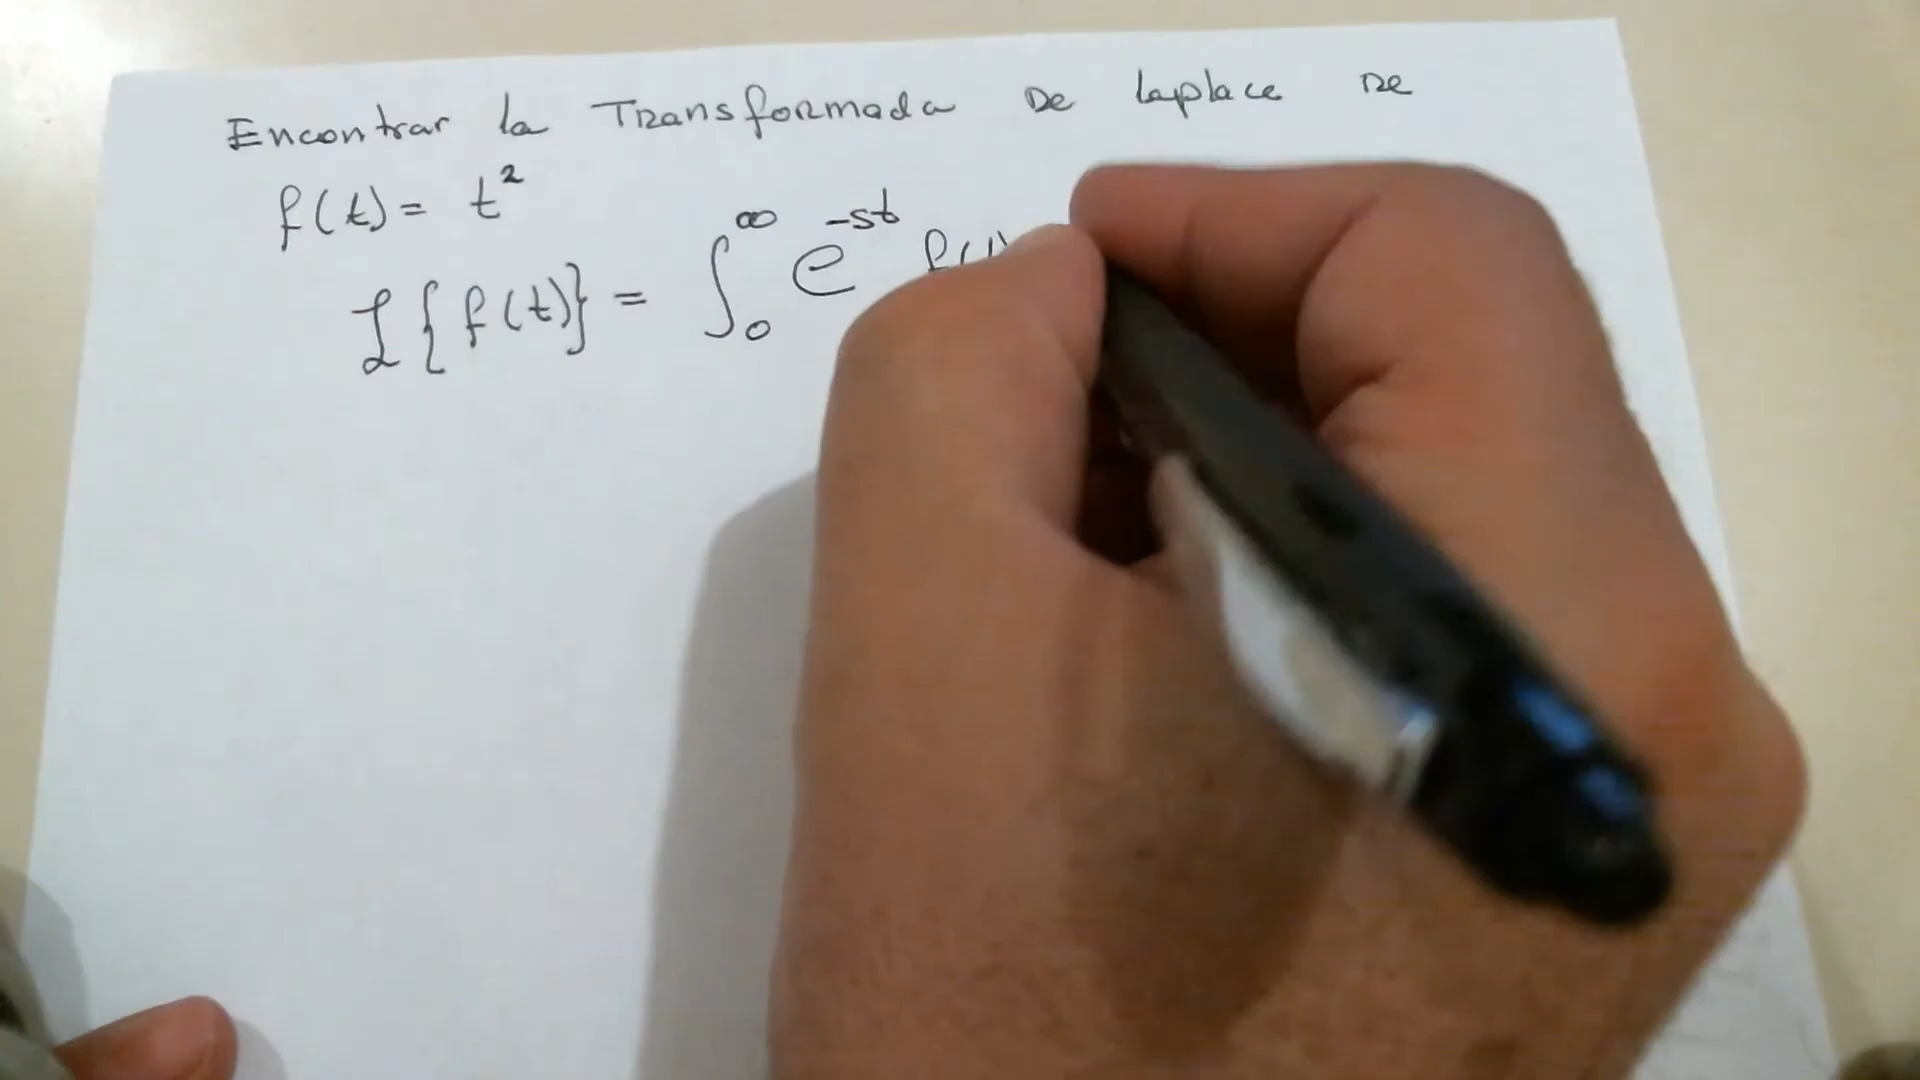 Encontrar la Transformada De Laplace De
f(t) = t²
ℒ{f(t)} = ∫₀^∞ e^-st f(t)